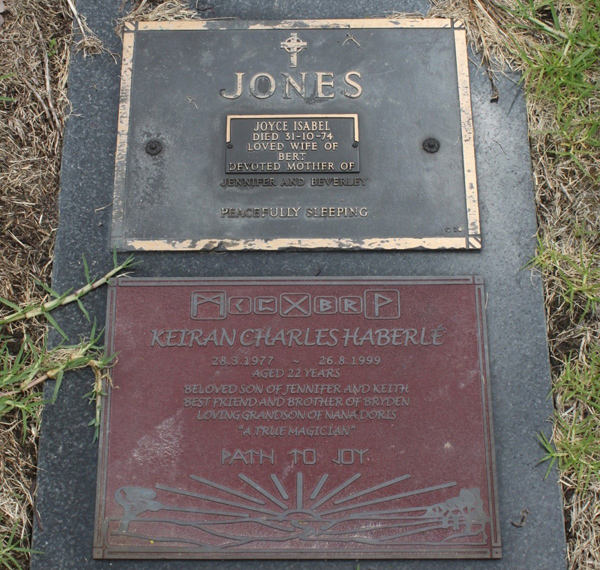 JONES
JOYCE ISABEL
DIED 31-10-74
LOVED WIFE OF
BERT
DEVOTED MOTHER OF
JENNIFER AND BEVERLEY
PEACEFULLY SLEEPING
ᛖᚲᛈᚷᛒᚱᚹ
KEIRAN CHARLES HABERLÉ
28.3.1977 ~ 26.8.1999
AGED 22 YEARS
BELOVED SON OF JENNIFER AND KEITH
BEST FRIEND AND BROTHER OF BRYDEN
LOVING GRANDSON OF NANA DORIS
"A TRUE MAGICIAN"
PATH TO JOY.